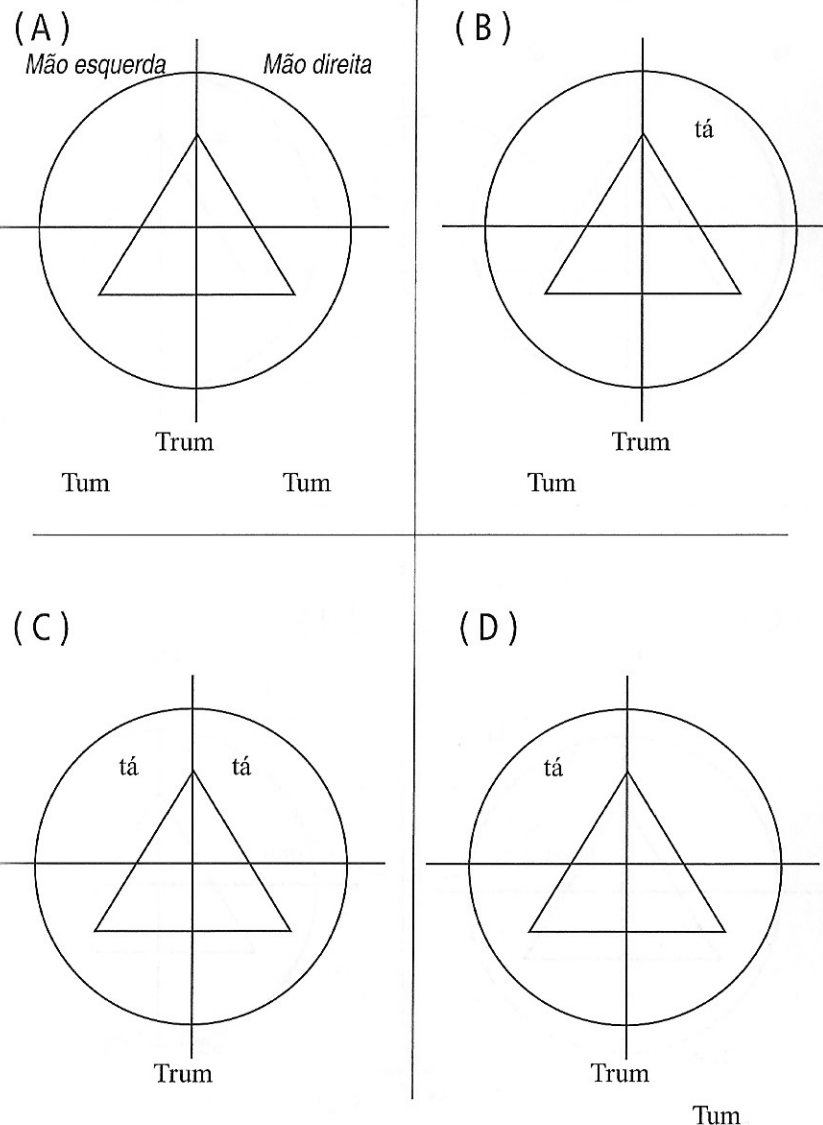 (A)
Mão esquerda Mão direita
Trum
Tum Tum
(B)
tá
Trum
Tum
(C)
tá tá
Trum
(D)
tá
Trum
Tum